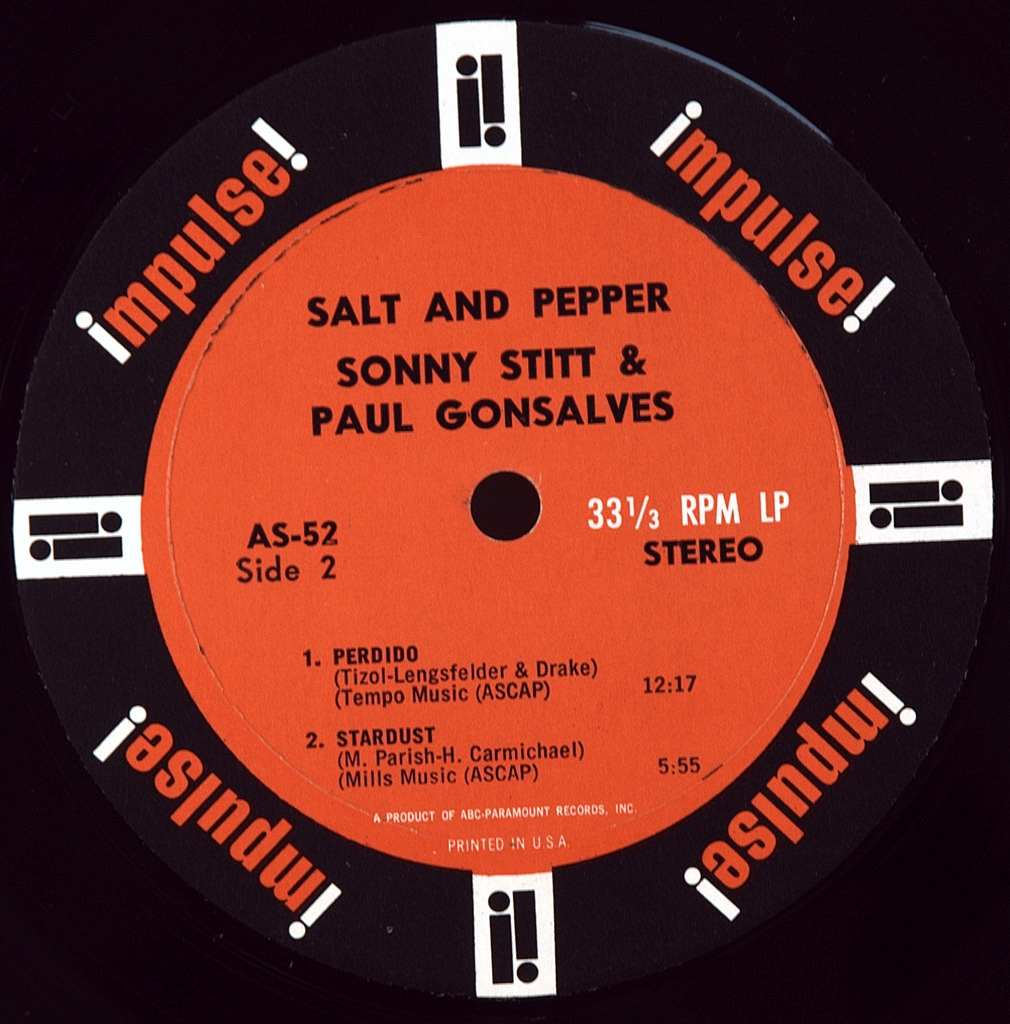 impulse!
impulse!
SALT AND PEPPER
SONNY STITT &
PAUL GONSALVES
33⅓ RPM LP
STEREO
AS-52
Side 2
1. PERDIDO
(Tizol-Lengsfelder & Drake)
(Tempo Music (ASCAP) 12:17
2. STARDUST
(M. Parish-H. Carmichael)
(Mills Music (ASCAP) 5:55
A PRODUCT OF ABC-PARAMOUNT RECORDS, INC.
PRINTED IN U.S.A.
impulse!
impulse!